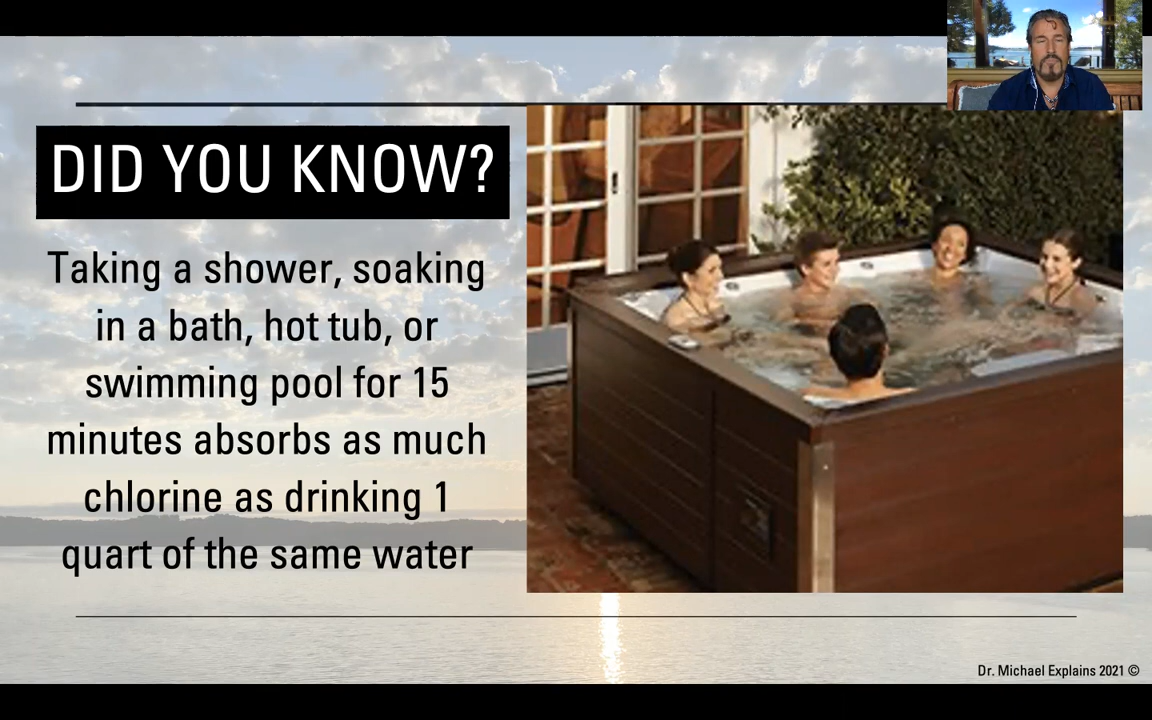 DID YOU KNOW?
Taking a shower, soaking
in a bath, hot tub, or
swimming pool for 15
minutes absorbs as much
chlorine as drinking 1
quart of the same water
Dr. Michael Explains 2021 ©